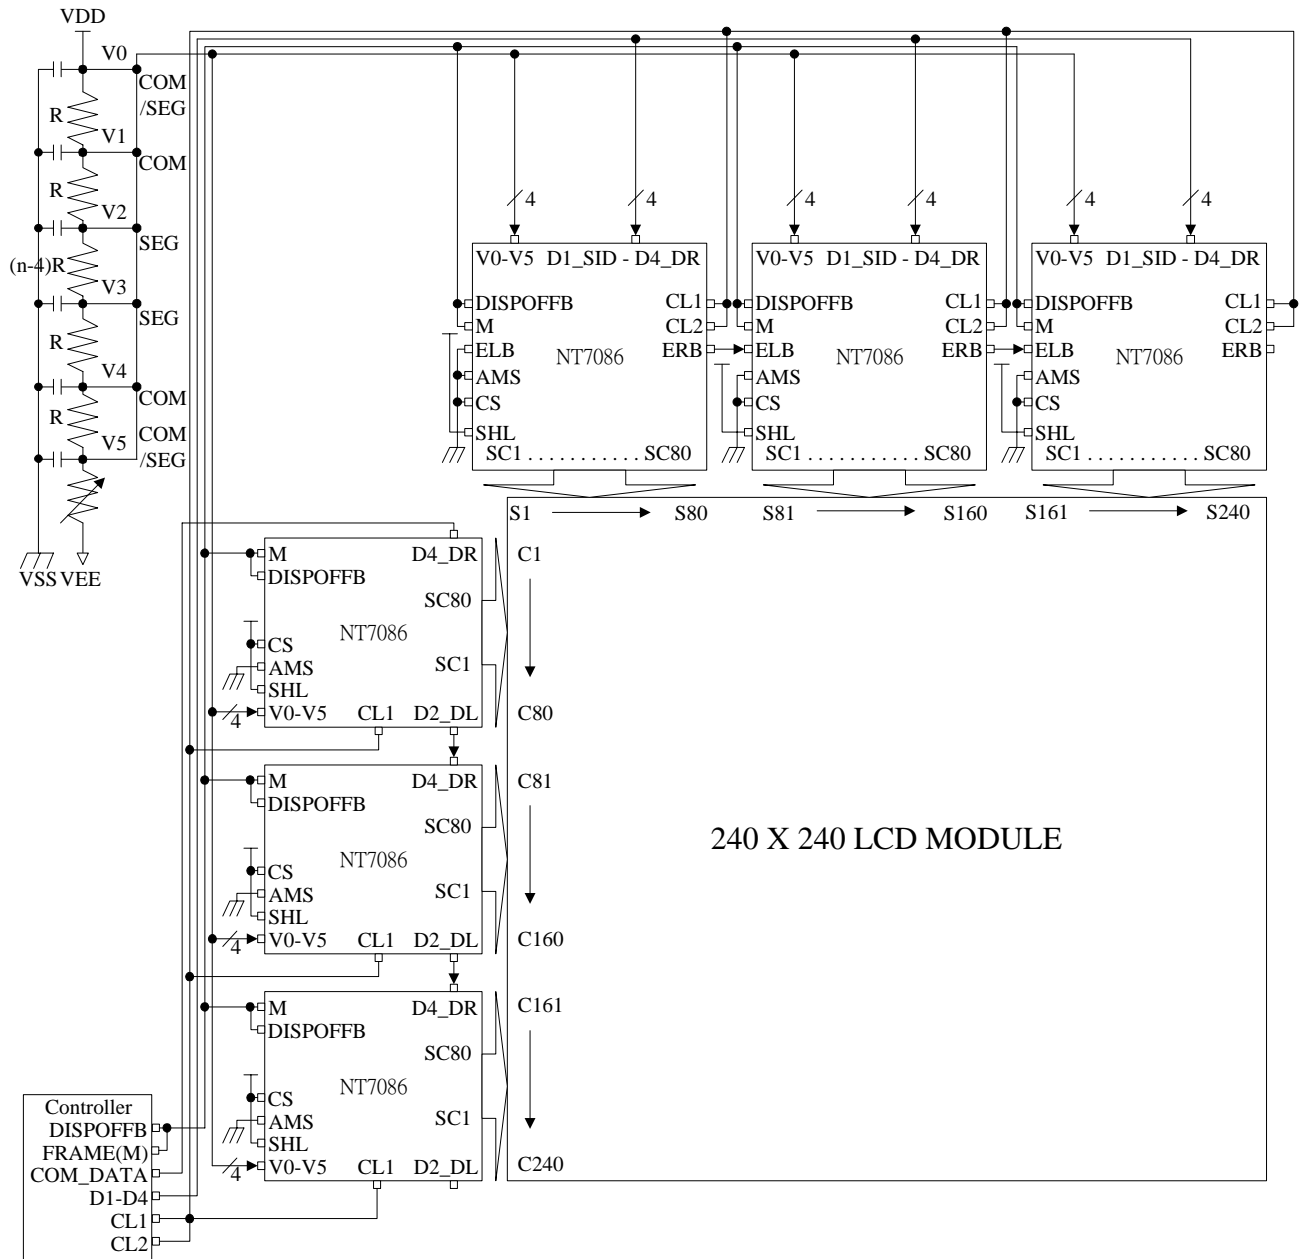 VDD
V0
COM
/SEG
R
V1
COM
R
V2
SEG
(n-4)R
V3
SEG
R
V4
COM
R
COM
V5
/SEG
VSS VEE
4 4 4 4 4 4
V0-V5 D1_SID - D4_DR V0-V5 D1_SID - D4_DR V0-V5 D1_SID - D4_DR
DISPOFFB CL1 DISPOFFB CL1 DISPOFFB CL1
M CL2 M CL2 M CL2
ELB NT7086 ERB ELB NT7086 ERB ELB NT7086 ERB
AMS AMS AMS
CS CS CS
SHL SHL SHL
SC1 . . . . . . . . . . . SC80 SC1 . . . . . . . . . . . SC80 SC1 . . . . . . . . . . . SC80
S1 S80 S81 S160 S161 S240
M D4_DR C1
DISPOFFB
SC80
NT7086
CS
SC1
AMS
SHL
4 V0-V5 CL1 D2_DL C80
M D4_DR C81
DISPOFFB
SC80
NT7086
240 X 240 LCD MODULE
CS
SC1
AMS
SHL
4 V0-V5 CL1 D2_DL C160
M D4_DR C161
DISPOFFB
SC80
NT7086
CS
SC1
AMS
SHL
4 V0-V5 CL1 D2_DL C240
Controller
DISPOFFB
FRAME(M)
COM_DATA
D1-D4
CL1
CL2